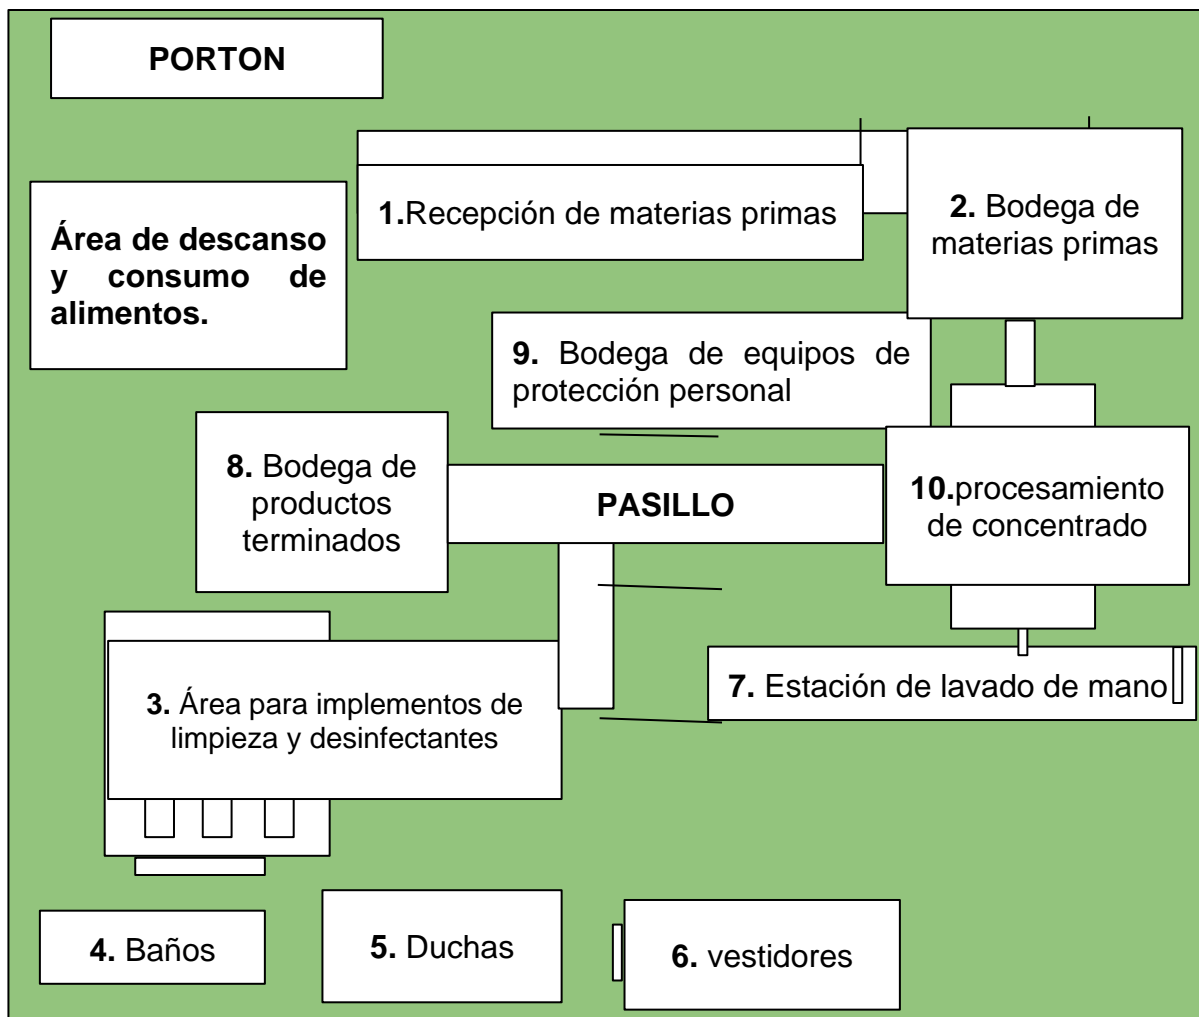 PORTON
1.Recepción de materias primas
2. Bodega de
materias primas
Área de descanso
y consumo de
alimentos.
9. Bodega de equipos de
protección personal
8. Bodega de
productos
terminados
PASILLO
10.procesamiento
de concentrado
3. Área para implementos de
limpieza y desinfectantes
7. Estación de lavado de mano
4. Baños
5. Duchas
6. vestidores